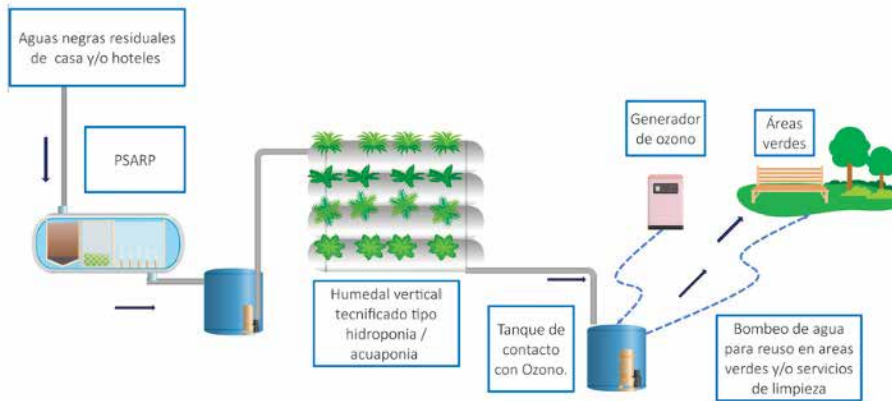 Aguas negras residuales
de casa y/o hoteles
PSARP
Humedal vertical
tecnificado tipo
hidroponia /
acuaponia
Tanque de
contacto
con Ozono.
Generador
de ozono
Áreas
verdes
Bombeo de agua
para reuso en areas
verdes y/o servicios
de limpieza